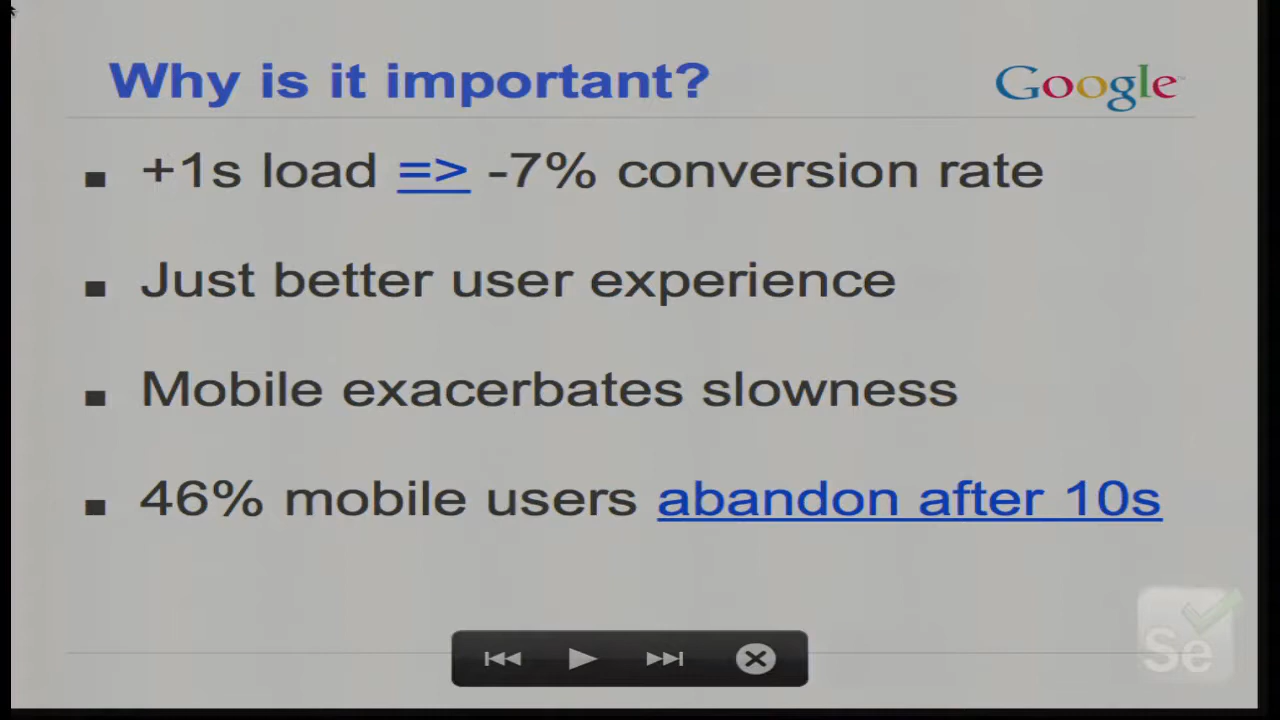 Why is it important?
Google™
+1s load => -7% conversion rate
Just better user experience
Mobile exacerbates slowness
46% mobile users abandon after 10s
Se